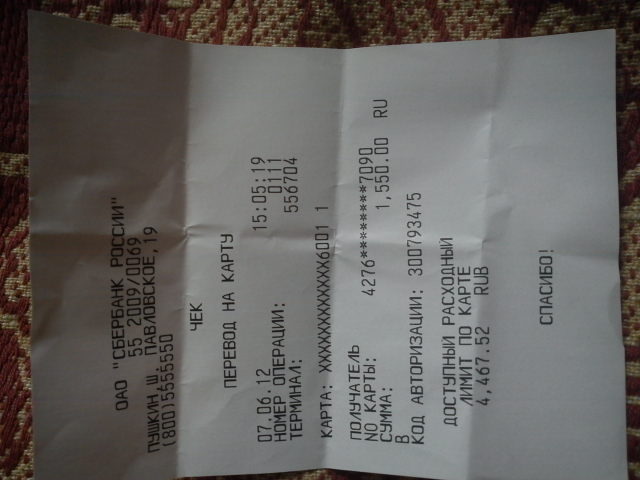 ОАО "СБЕРБАНК РОССИИ"
55 2009/0069
ПУШКИН Ш. ПАВЛОВСКОЕ,19
(800)5555550
ЧЕК
ПЕРЕВОД НА КАРТУ
07.06.12 15:05:19
НОМЕР ОПЕРАЦИИ: 0111
ТЕРМИНАЛ: 556704
КАРТА: XXXXXXXXXXXXXX6001 1
ПОЛУЧАТЕЛЬ
NO КАРТЫ: 4276********7090
СУММА: 1,550.00 RU
B
КОД АВТОРИЗАЦИИ: 300793475
ДОСТУПНЫЙ РАСХОДНЫЙ
ЛИМИТ ПО КАРТЕ
4,467.52 RUB
СПАСИБО!